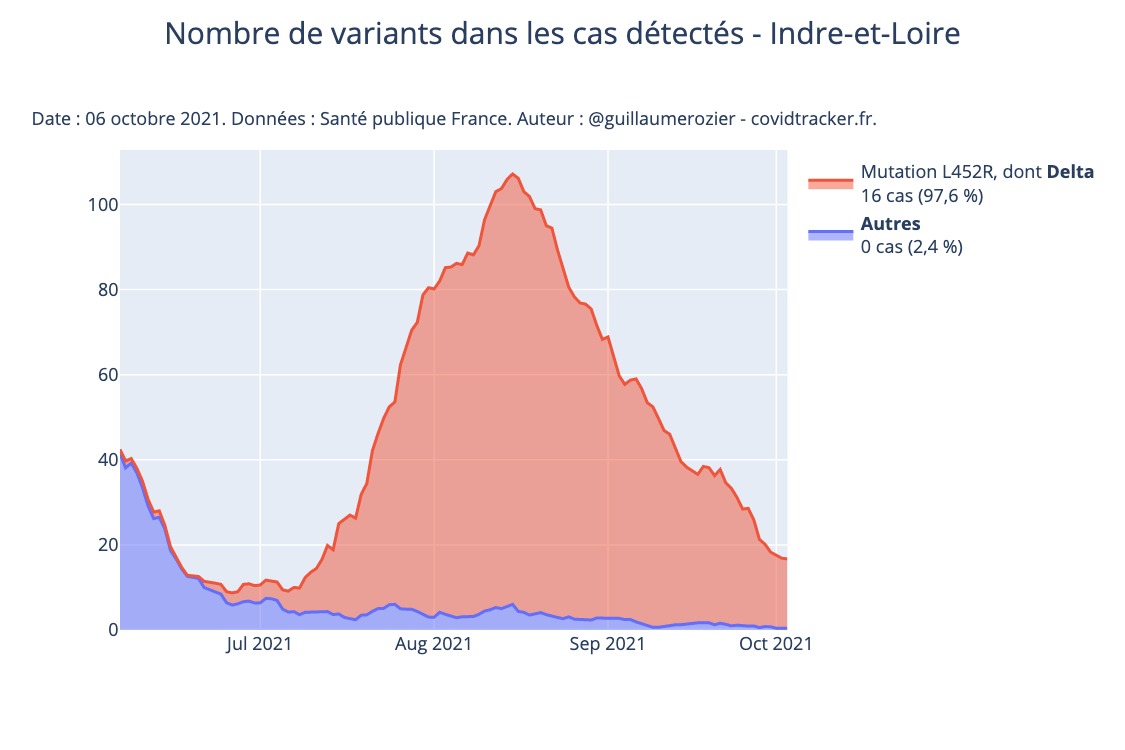 Nombre de variants dans les cas détectés - Indre-et-Loire
Date : 06 octobre 2021. Données : Santé publique France. Auteur : @guillaumerozier - covidtracker.fr.
Mutation L452R, dont Delta
16 cas (97,6 %)
Autres
0 cas (2,4 %)
100
80
60
40
20
0
Jul 2021
Aug 2021
Sep 2021
Oct 2021